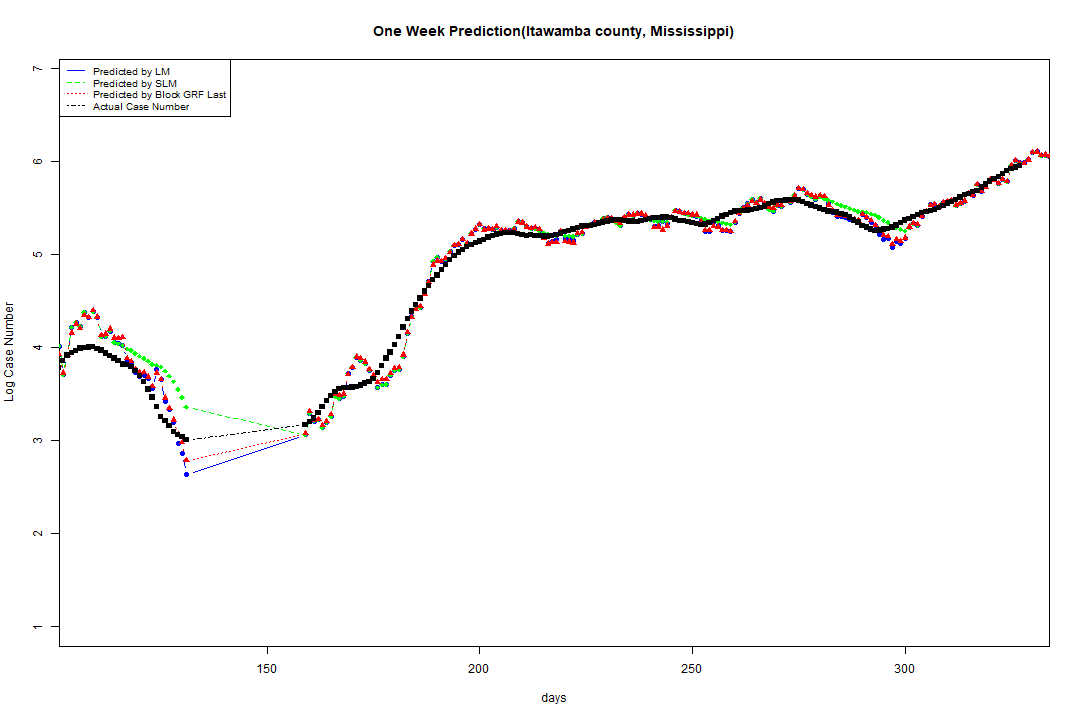 One Week Prediction(Itawamba county, Mississippi)
Predicted by LM
Predicted by SLM
Predicted by Block GRF Last
Actual Case Number
7
6
5
4
3
2
1
Log Case Number
150 200 250 300
days